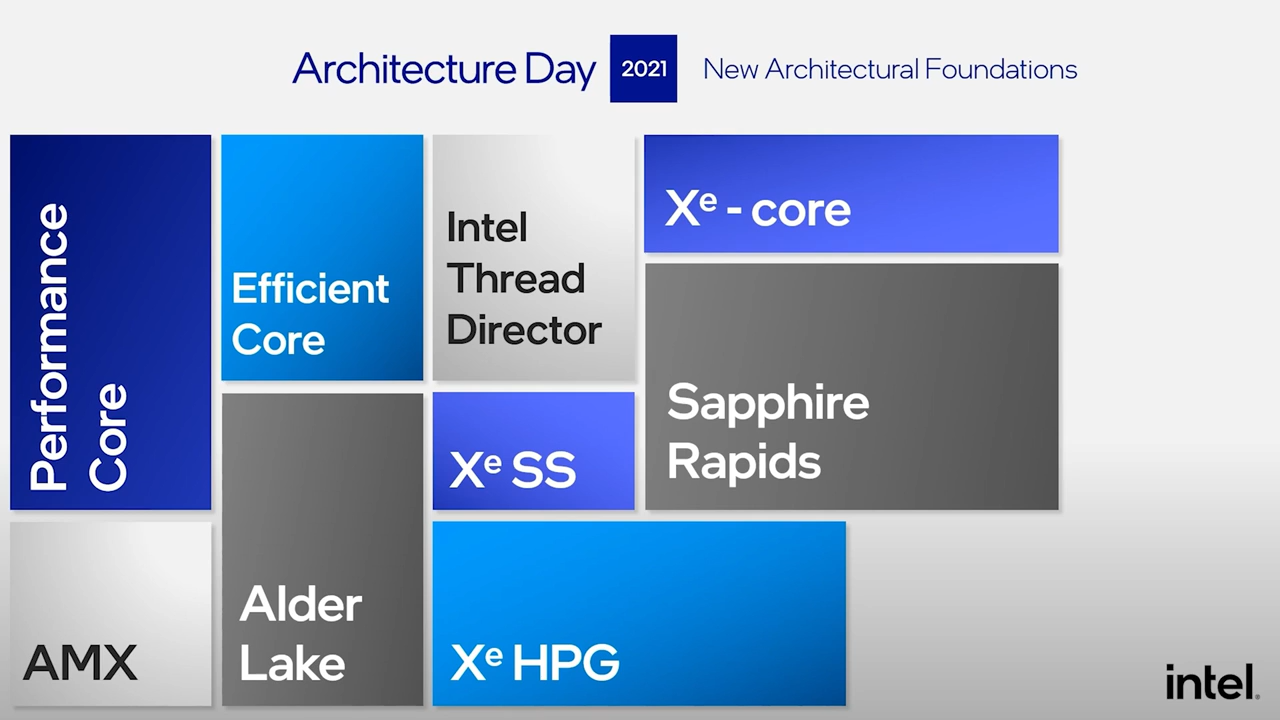 Architecture Day 2021 New Architectural Foundations
Performance
Core
Efficient
Core
Intel
Thread
Director
Xᵉ - core
Sapphire
Rapids
Xᵉ SS
AMX
Alder
Lake
Xᵉ HPG
intel.